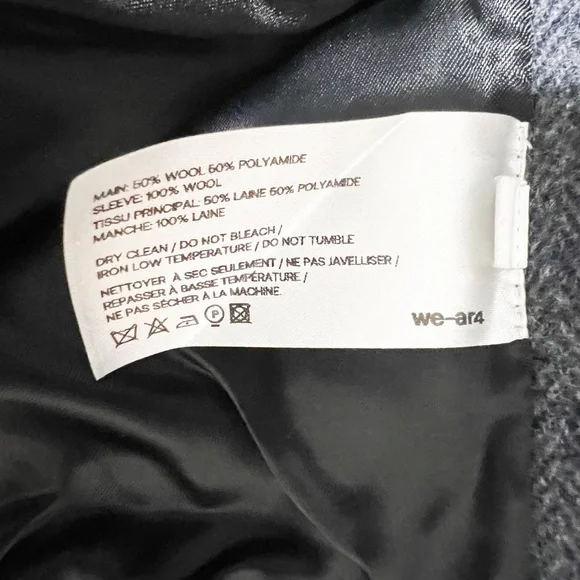 MAIN: 50% WOOL 50% POLYAMIDE
SLEEVE: 100% WOOL
TISSU PRINCIPAL: 50% LAINE 50% POLYAMIDE
MANCHE: 100% LAINE
DRY CLEAN / DO NOT BLEACH /
IRON LOW TEMPERATURE / DO NOT TUMBLE
NETTOYER À SEC SEULEMENT / NE PAS JAVELLISER /
REPASSER À BASSE TEMPÉRATURE /
NE PAS SÉCHER À LA MACHINE.
P
we-ar4